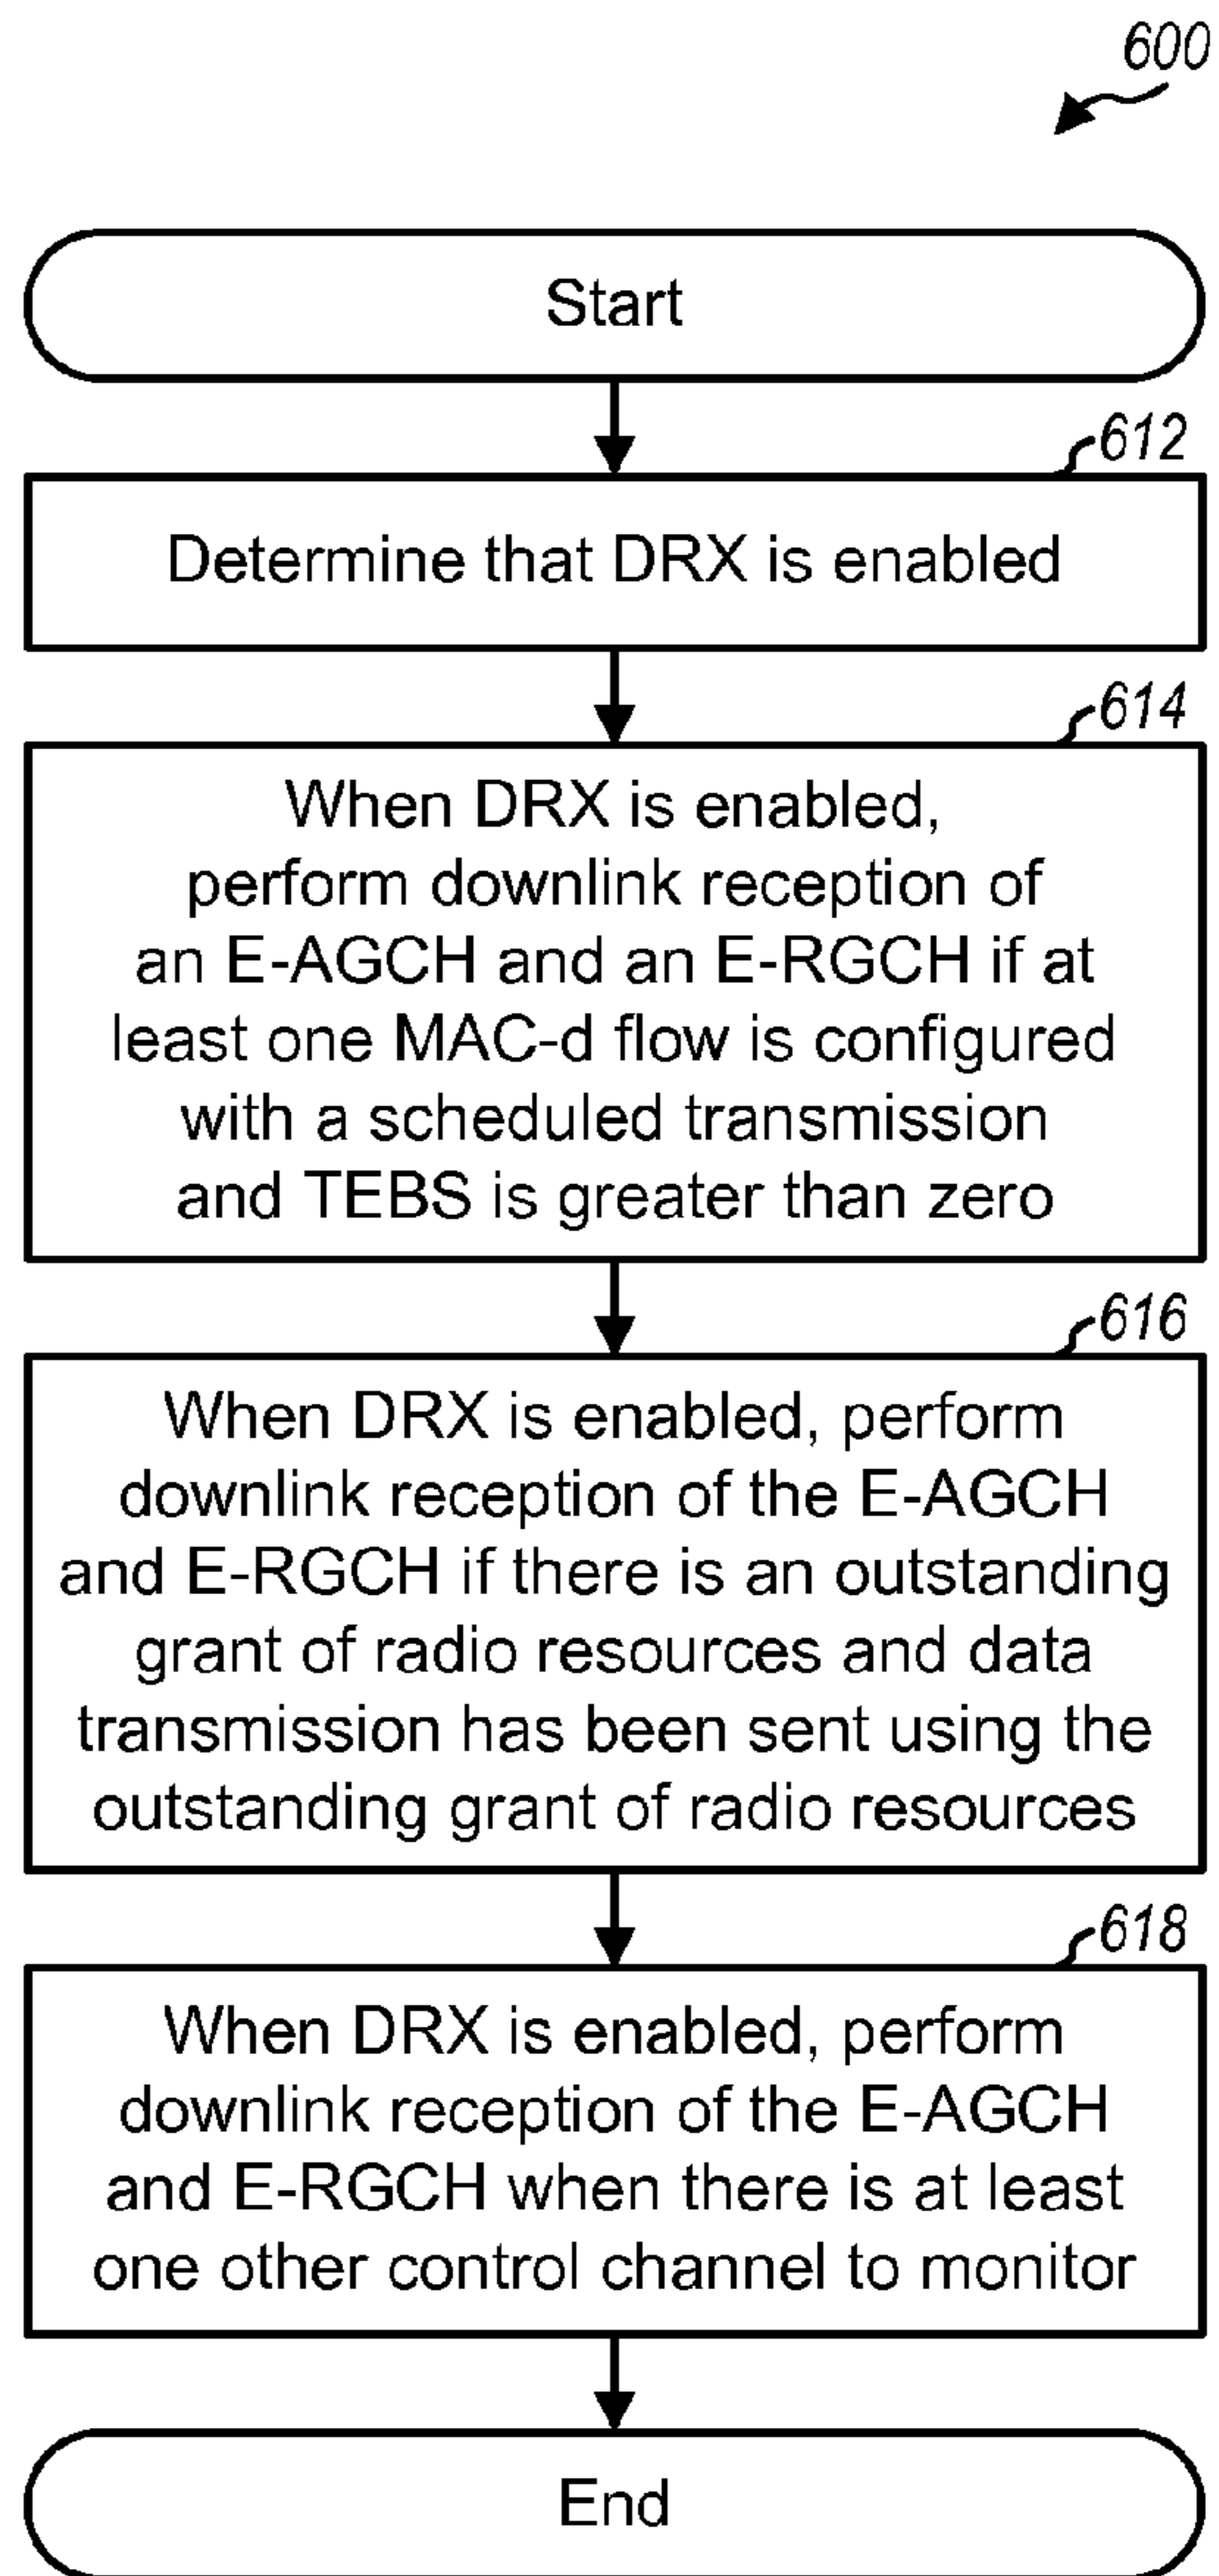 600
Start
612
Determine that DRX is enabled
614
When DRX is enabled,
perform downlink reception of
an E-AGCH and an E-RGCH if at
least one MAC-d flow is configured
with a scheduled transmission
and TEBS is greater than zero
616
When DRX is enabled, perform
downlink reception of the E-AGCH
and E-RGCH if there is an outstanding
grant of radio resources and data
transmission has been sent using the
outstanding grant of radio resources
618
When DRX is enabled, perform
downlink reception of the E-AGCH
and E-RGCH when there is at least
one other control channel to monitor
End